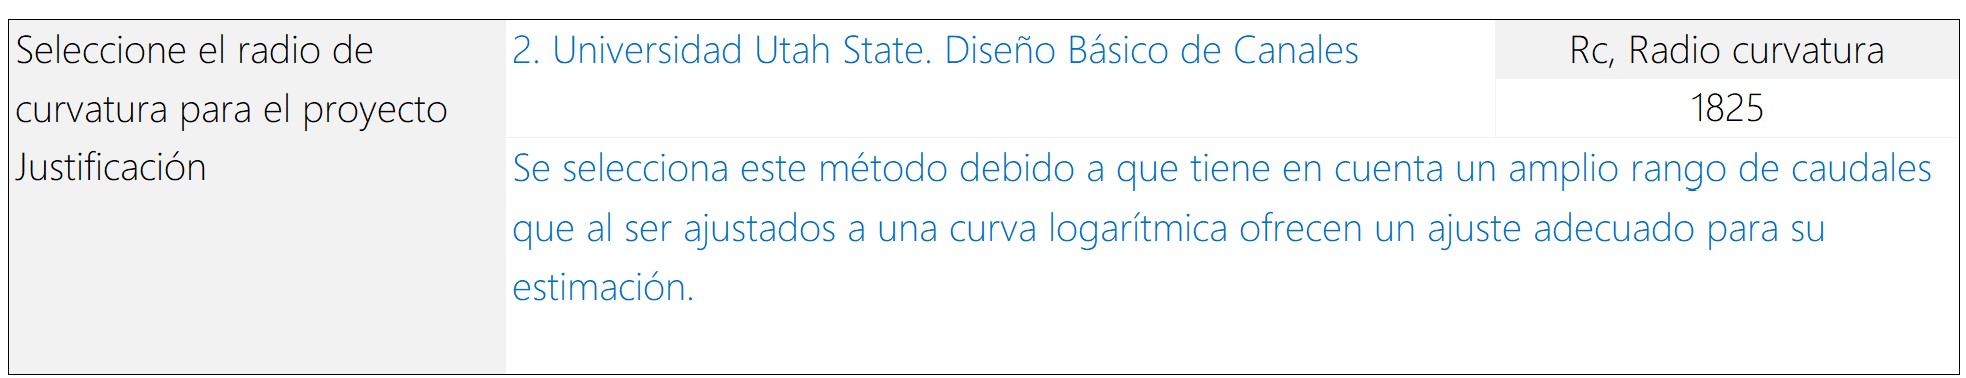 Seleccione el radio de
curvatura para el proyecto
Justificación
2. Universidad Utah State. Diseño Básico de Canales
Rc, Radio curvatura
1825
Se selecciona este método debido a que tiene en cuenta un amplio rango de caudales
que al ser ajustados a una curva logarítmica ofrecen un ajuste adecuado para su
estimación.